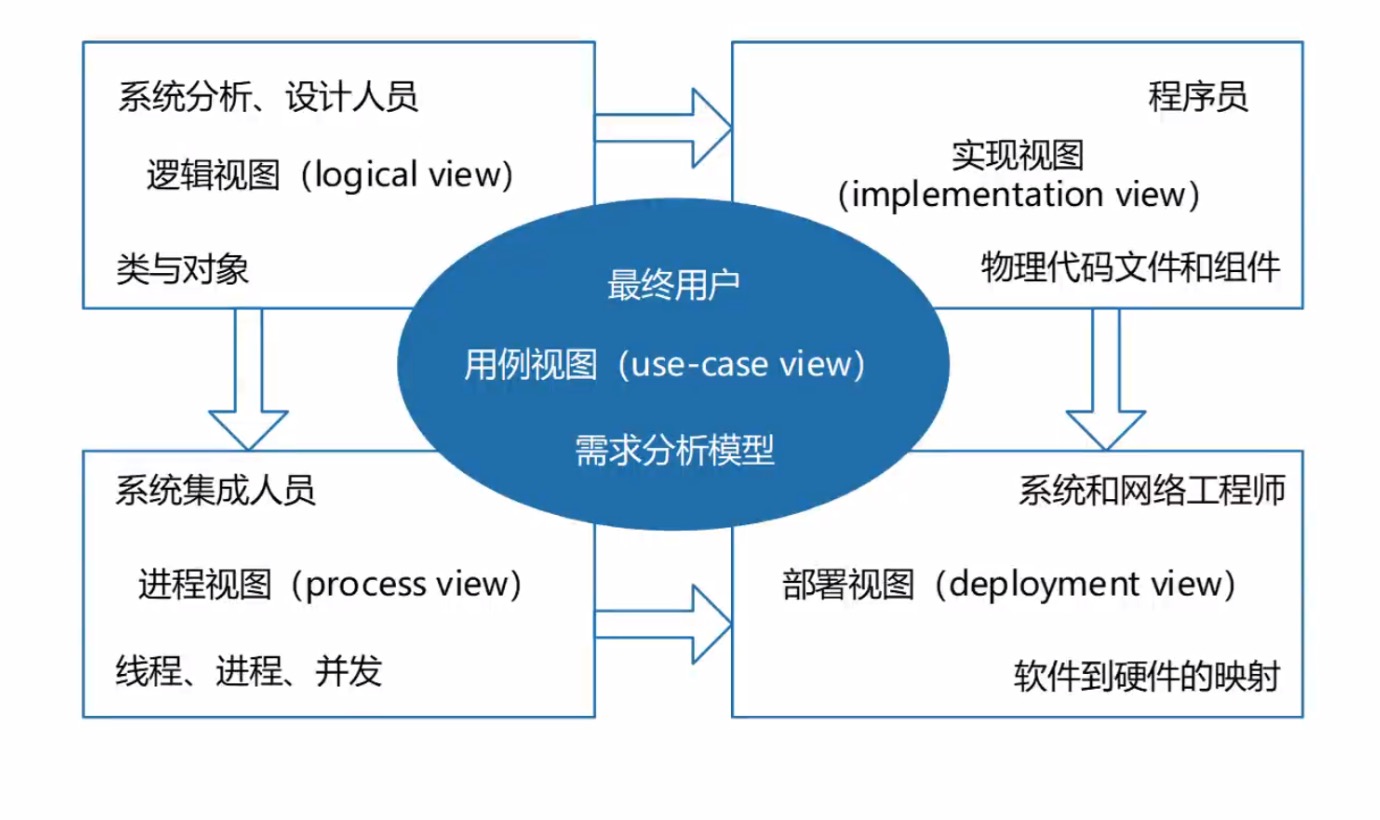 系统分析、设计人员
逻辑视图（logical view）
类与对象
程序员
实现视图
（implementation view）
物理代码文件和组件
最终用户
用例视图（use-case view）
需求分析模型
系统集成人员
进程视图（process view）
线程、进程、并发
系统和网络工程师
部署视图（deployment view）
软件到硬件的映射